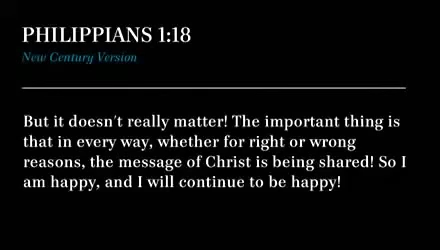 PHILIPPIANS 1:18
New Century Version
But it doesn't really matter! The important thing is
that in every way, whether for right or wrong
reasons, the message of Christ is being shared! So I
am happy, and I will continue to be happy!